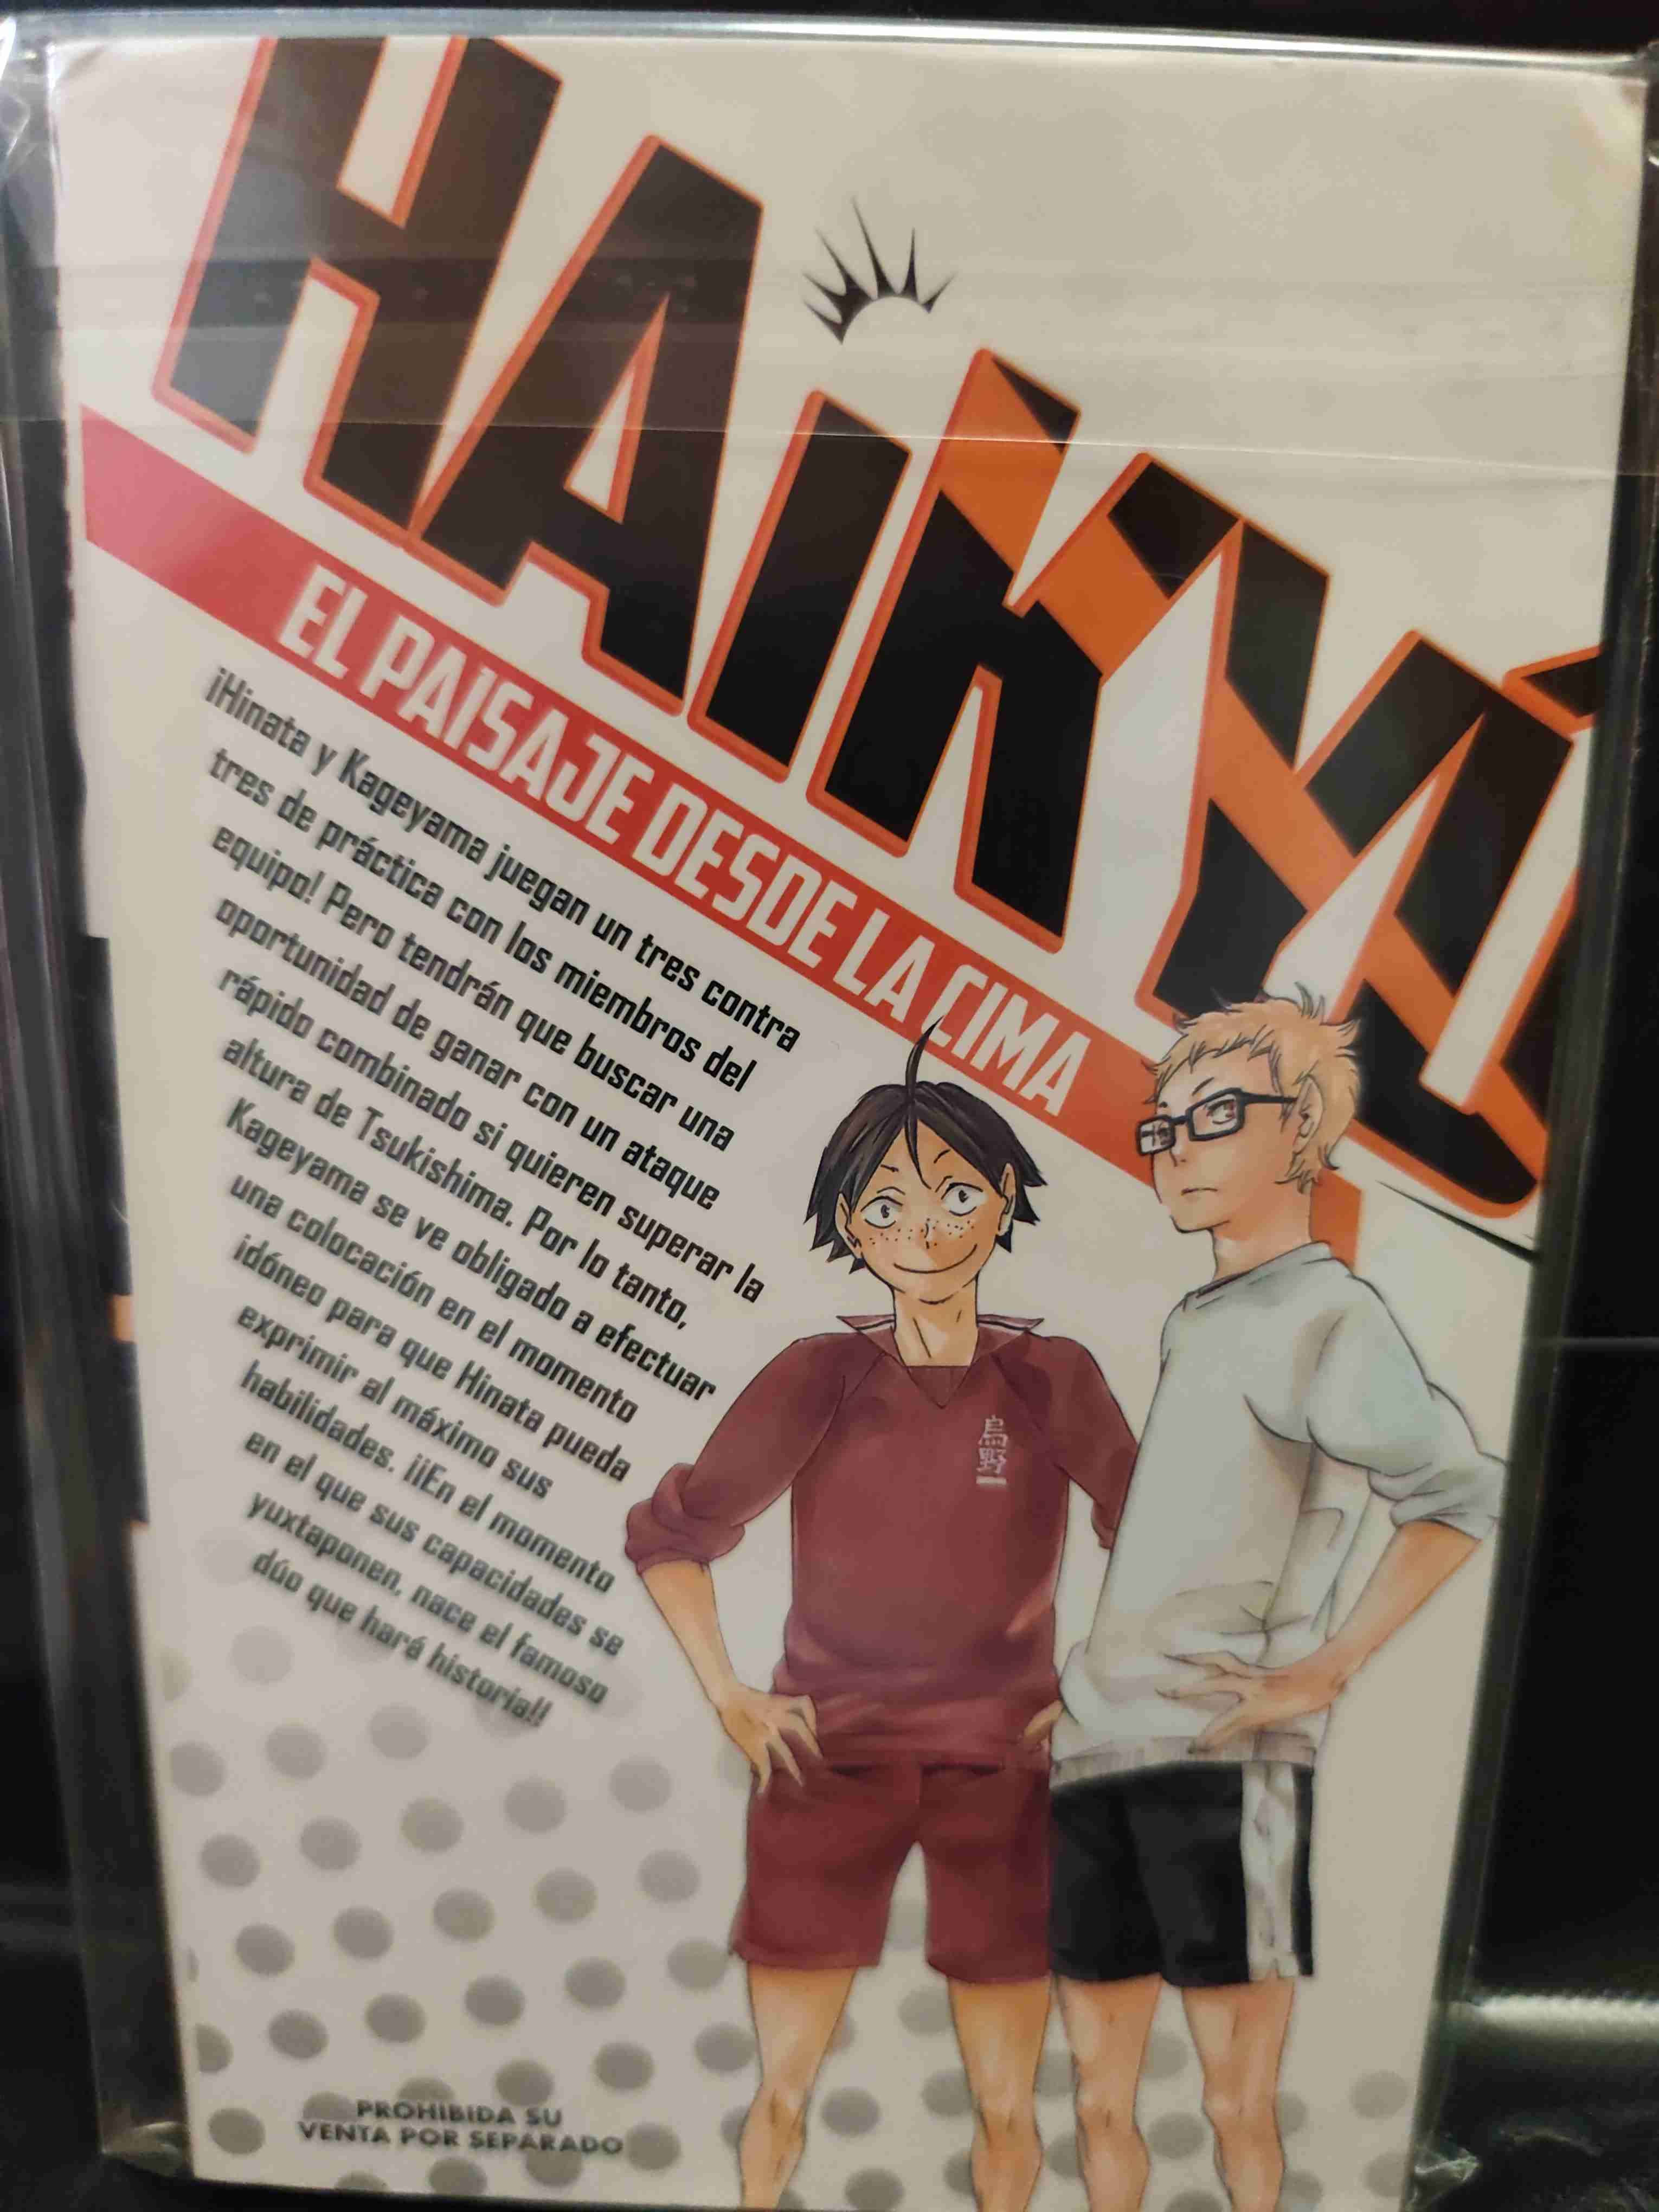 HAIKYÛ
EL PAISAJE DESDE LA CIMA
¡Hinata y Kageyama juegan un tres contra
tres de práctica con los miembros del
equipo! Pero tendrán que buscar una
oportunidad de ganar con un ataque
rápido combinado si quieren superar la
altura de Tsukishima. Por lo tanto,
Kageyama se ve obligado a efectuar
una colocación en el momento
idóneo para que Hinata pueda
exprimir al máximo sus
habilidades. ¡¡En el momento
en el que sus capacidades se
yuxtaponen, nace el famoso
dúo que hará historia!!
烏野
PROHIBIDA SU
VENTA POR SEPARADO